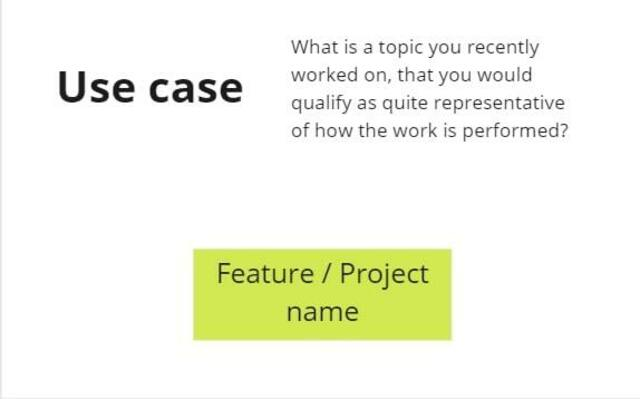 Use case
What is a topic you recently
worked on, that you would
qualify as quite representative
of how the work is performed?
Feature / Project
name